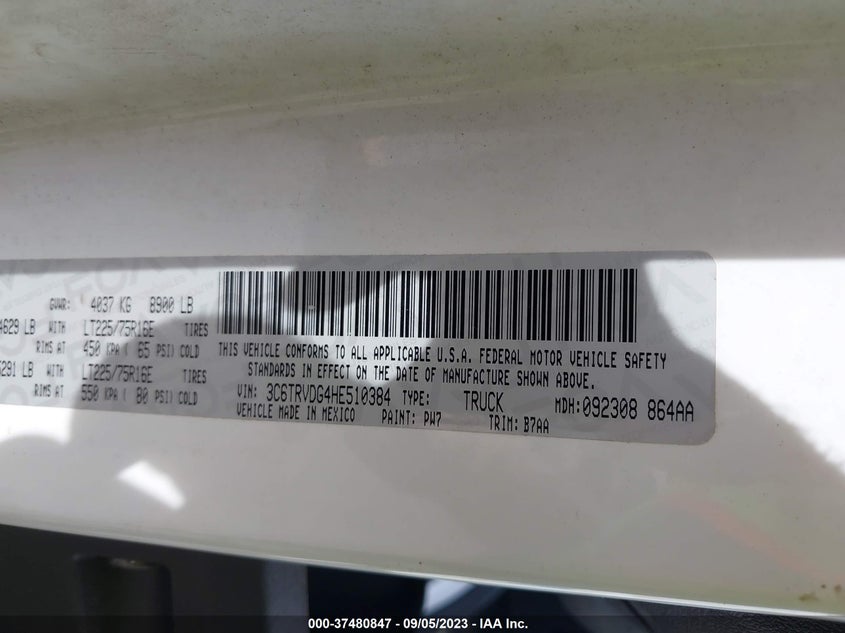 GVWR: 4037 KG 8900 LB
4629 LB WITH LT225/75R16E TIRES
RIMS AT 450 KPA ( 65 PSI) COLD
5291 LB WITH LT225/75R16E TIRES
RIMS AT 550 KPA ( 80 PSI) COLD
THIS VEHICLE CONFORMS TO ALL APPLICABLE U.S.A. FEDERAL MOTOR VEHICLE SAFETY
STANDARDS IN EFFECT ON THE DATE OF MANUFACTURE SHOWN ABOVE.
VIN: 3C6TRVDG4HE510384 TYPE: TRUCK MDH:092308 864AA
VEHICLE MADE IN MEXICO PAINT: PW7 TRIM: B7AA
000-37480847 - 09/05/2023 - IAA Inc.